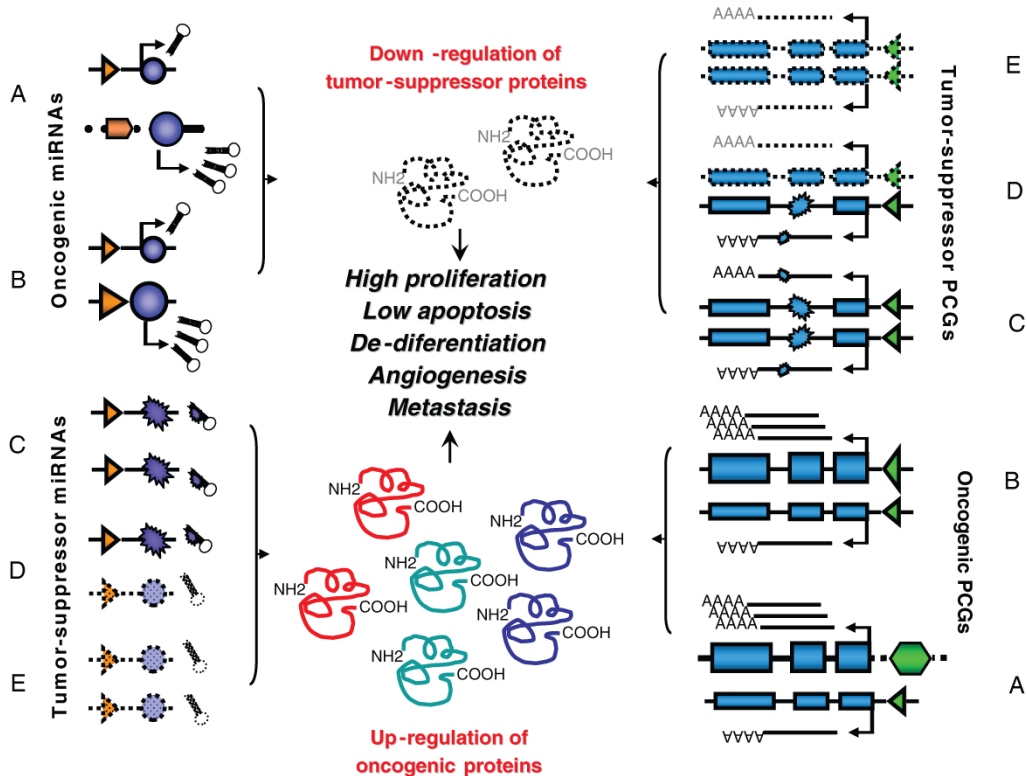 A
B
Oncogenic miRNAs
C
D
E
Tumor-suppressor miRNAs
Down -regulation of
tumor-suppressor proteins
NH2
COOH
NH2
COOH
High proliferation
Low apoptosis
De-diferentiation
Angiogenesis
Metastasis
NH2
COOH
NH2
COOH
NH2
COOH
NH2
COOH
NH2
COOH
NH2
COOH
Up-regulation of
oncogenic proteins
AAAA
AAAA
AAAA
AAAA
AAAA
AAAA
E
D
C
Tumor-suppressor PCGs
AAAA
AAAA
AAAA
AAAA
AAAA
AAAA
AAAA
AAAA
B
A
Oncogenic PCGs